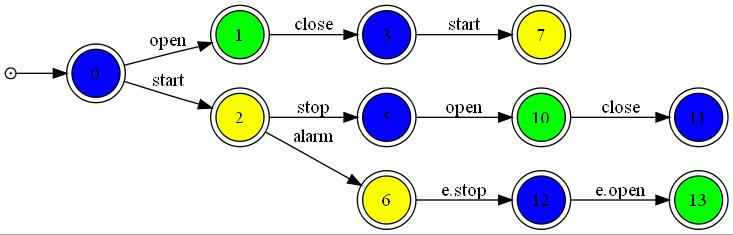 open
close
start
0
1
3
7
start
stop
open
close
2
5
10
11
alarm
e.stop
e.open
6
12
13